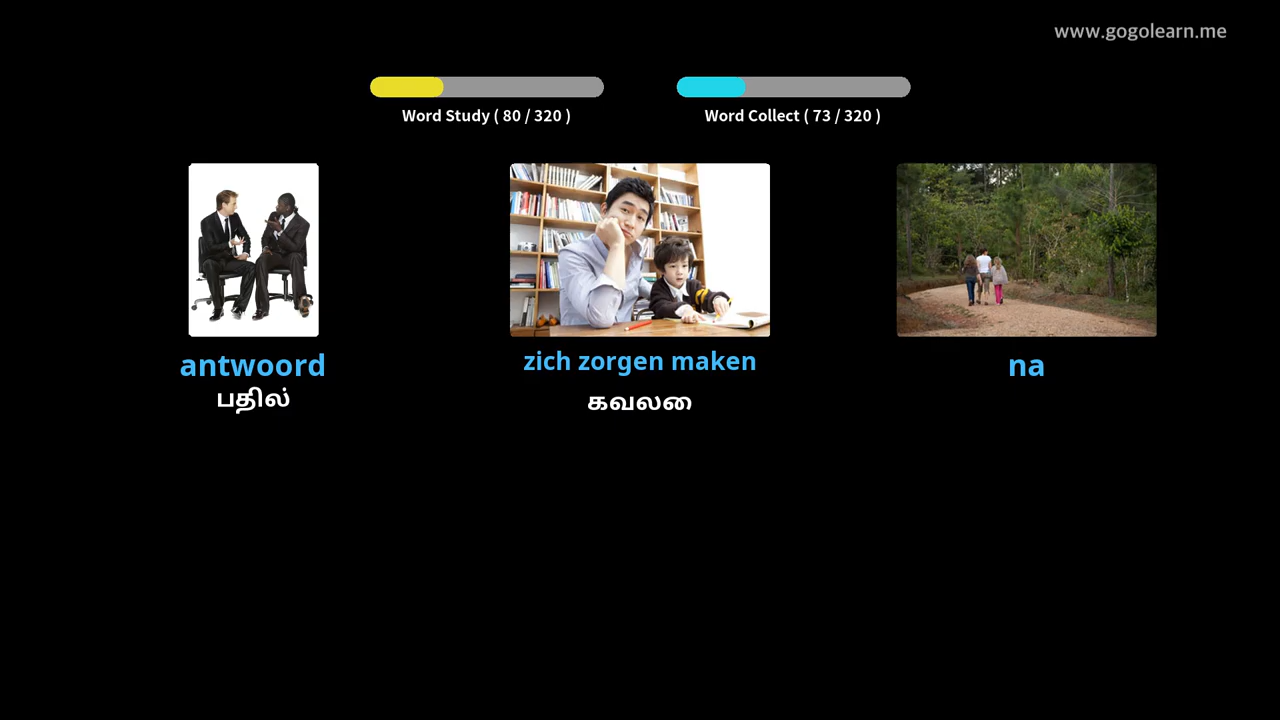 www.gogolearn.me
Word Study ( 80 / 320 )
Word Collect ( 73 / 320 )
antwoord
பதில்
zich zorgen maken
கவலை
na